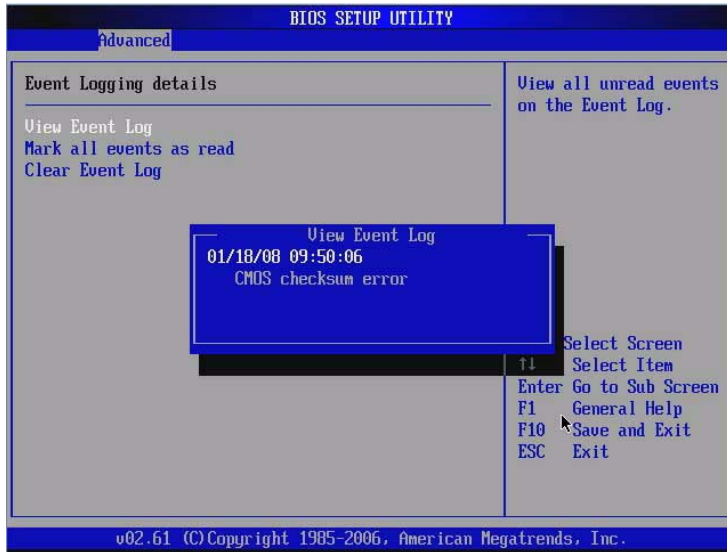 BIOS SETUP UTILITY
Advanced
Event Logging details
View Event Log
Mark all events as read
Clear Event Log
View all unread events
on the Event Log.
View Event Log
01/18/08 09:50:06
CMOS checksum error
Select Screen
↑↓ Select Item
Enter Go to Sub Screen
F1 General Help
F10 Save and Exit
ESC Exit
v02.61 (C)Copyright 1985-2006, American Megatrends, Inc.